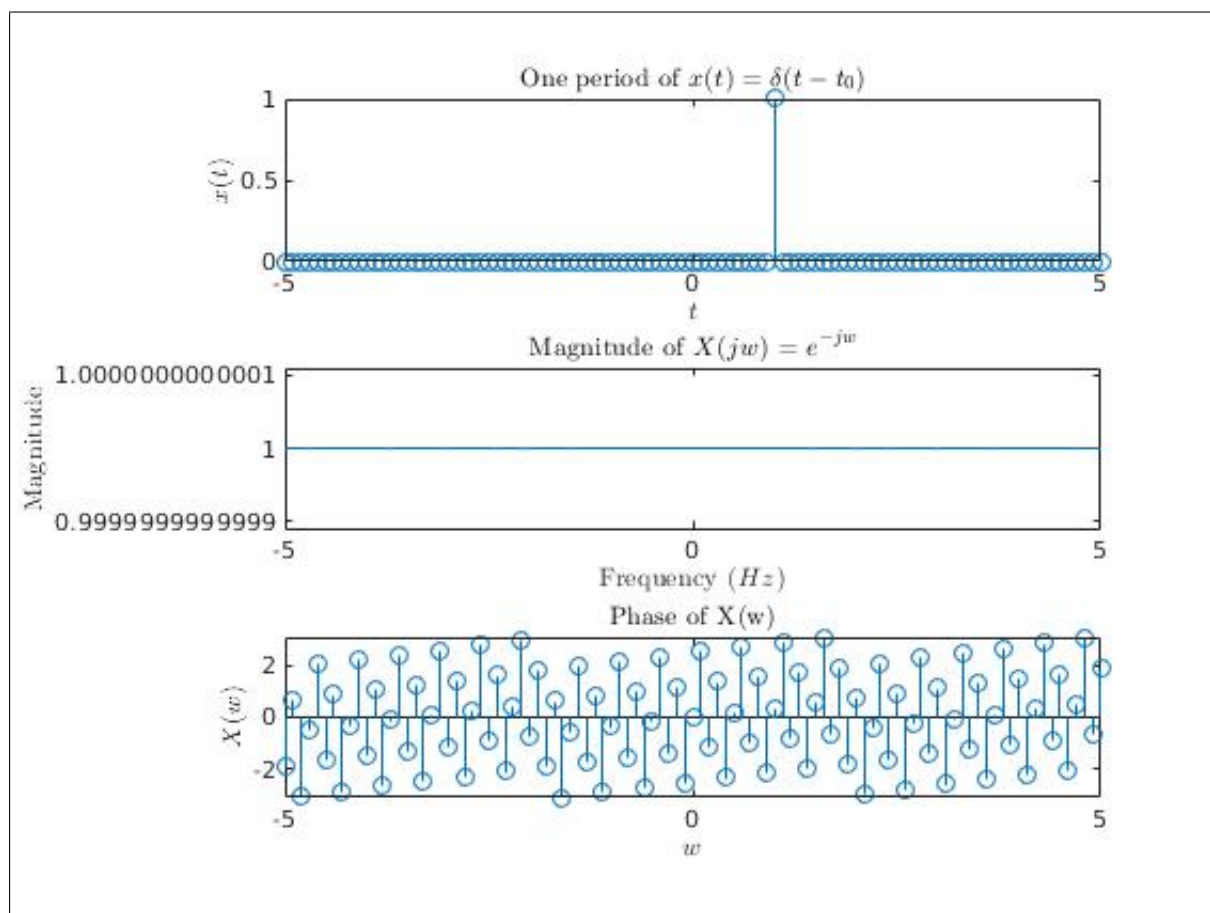 One period of x(t) = δ(t − t₀)
1
0.5
0
x(t)
-5 0 5
t
Magnitude of X(jw) = e^{−jw}
1.0000000000001
1
0.9999999999999
Magnitude
-5 0 5
Frequency (Hz)
Phase of X(w)
2
0
-2
X(w)
-5 0 5
w